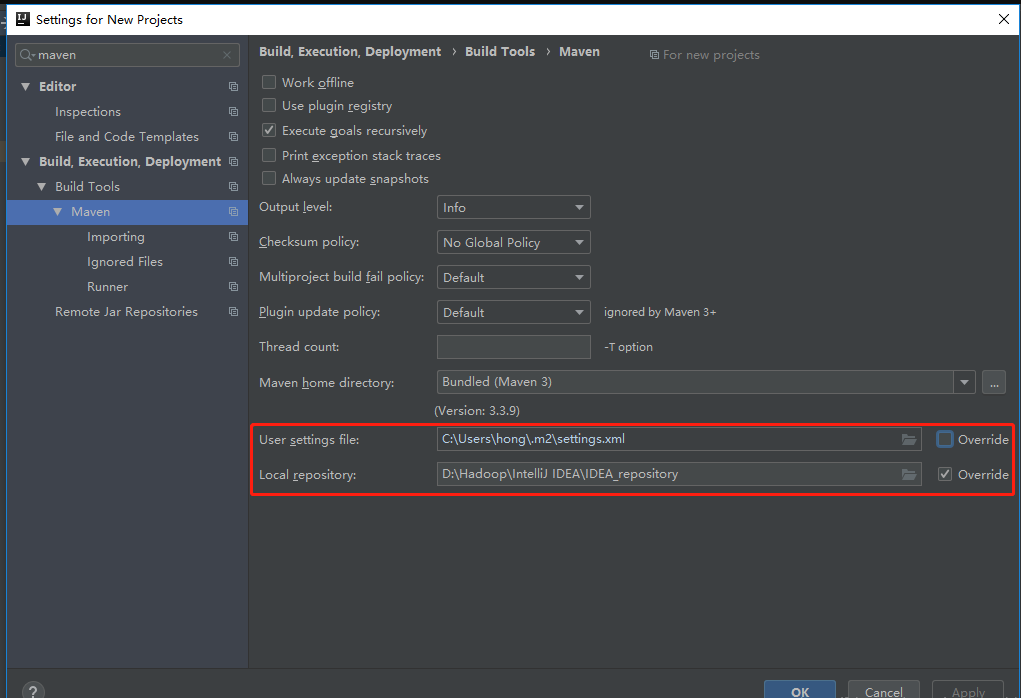 Settings for New Projects
maven
Editor
Inspections
File and Code Templates
Build, Execution, Deployment
Build Tools
Maven
Importing
Ignored Files
Runner
Remote Jar Repositories
Build, Execution, Deployment › Build Tools › Maven
For new projects
Work offline
Use plugin registry
Execute goals recursively
Print exception stack traces
Always update snapshots
Output level: Info
Checksum policy: No Global Policy
Multiproject build fail policy: Default
Plugin update policy: Default ignored by Maven 3+
Thread count: -T option
Maven home directory: Bundled (Maven 3) ...
(Version: 3.3.9)
User settings file: C:\Users\hong\.m2\settings.xml Override
Local repository: D:\Hadoop\IntelliJ IDEA\IDEA_repository Override
? OK Cancel Apply